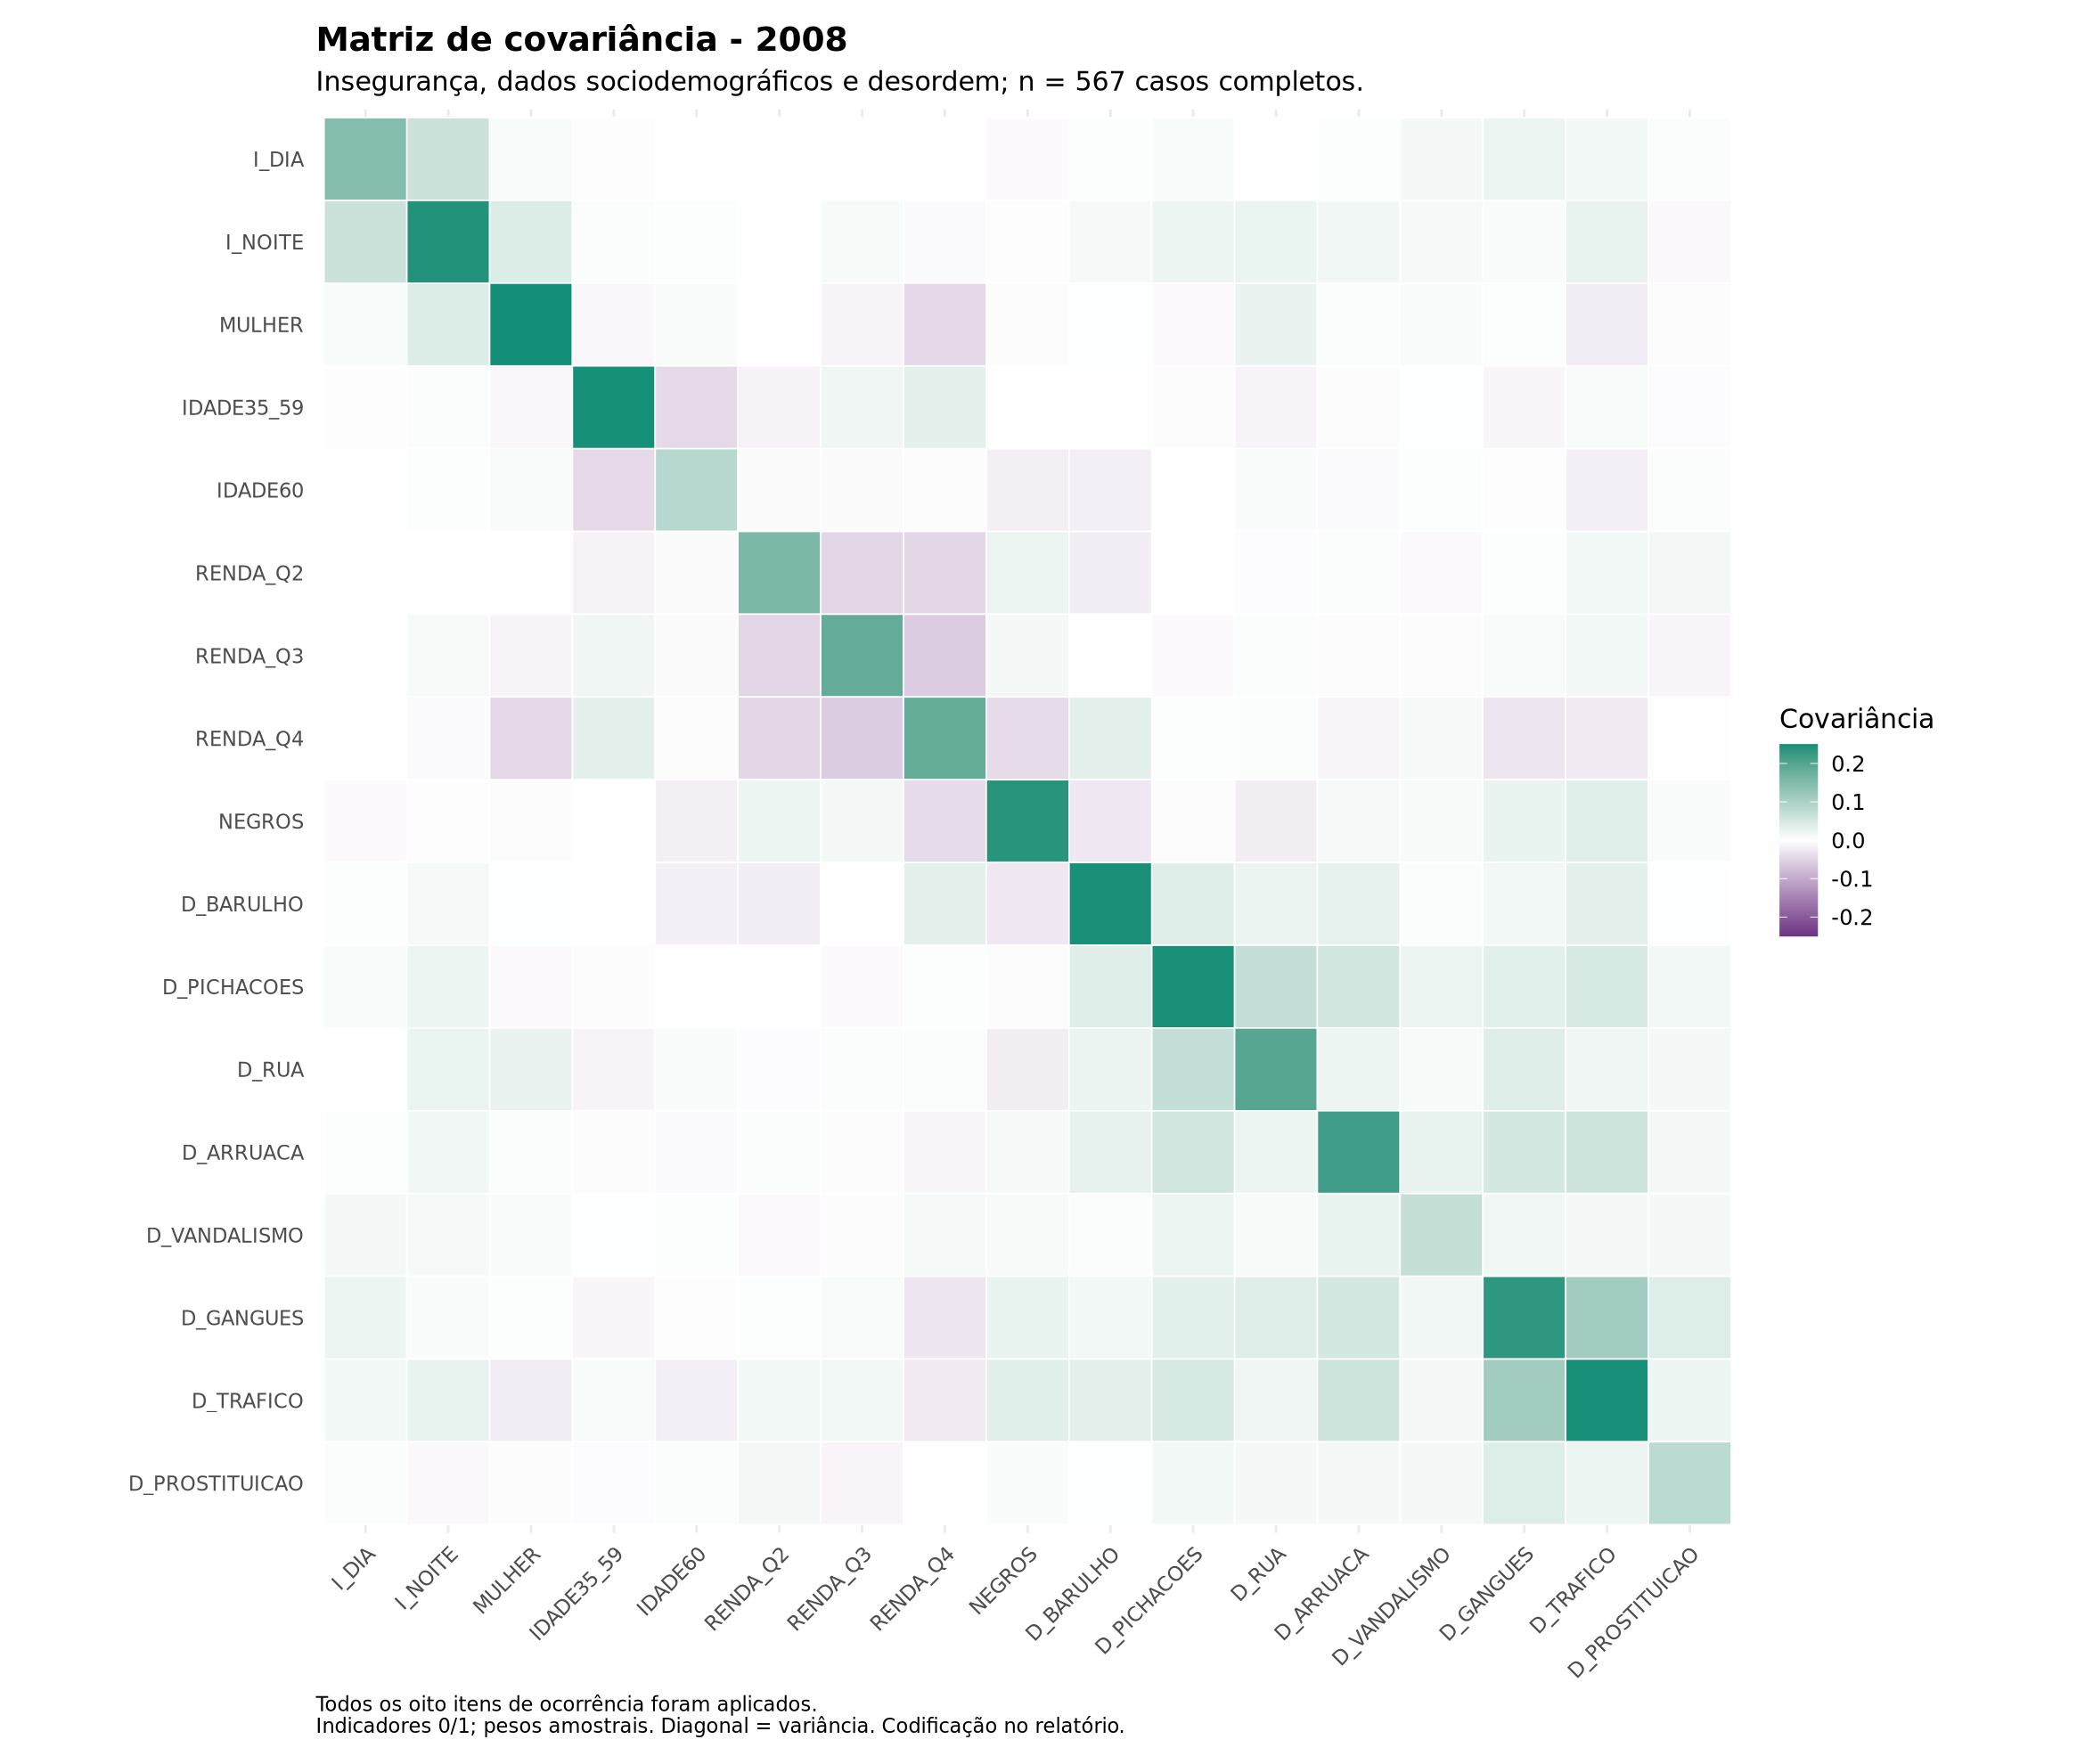 Matriz de covariância - 2008
Insegurança, dados sociodemográficos e desordem; n = 567 casos completos.
I_DIA
I_NOITE
MULHER
IDADE35_59
IDADE60
RENDA_Q2
RENDA_Q3
RENDA_Q4
NEGROS
D_BARULHO
D_PICHACOES
D_RUA
D_ARRUACA
D_VANDALISMO
D_GANGUES
D_TRAFICO
D_PROSTITUICAO
Covariância
0.2
0.1
0.0
-0.1
-0.2
I_DIA
I_NOITE
MULHER
IDADE35_59
IDADE60
RENDA_Q2
RENDA_Q3
RENDA_Q4
NEGROS
D_BARULHO
D_PICHACOES
D_RUA
D_ARRUACA
D_VANDALISMO
D_GANGUES
D_TRAFICO
D_PROSTITUICAO
Todos os oito itens de ocorrência foram aplicados.
Indicadores 0/1; pesos amostrais. Diagonal = variância. Codificação no relatório.